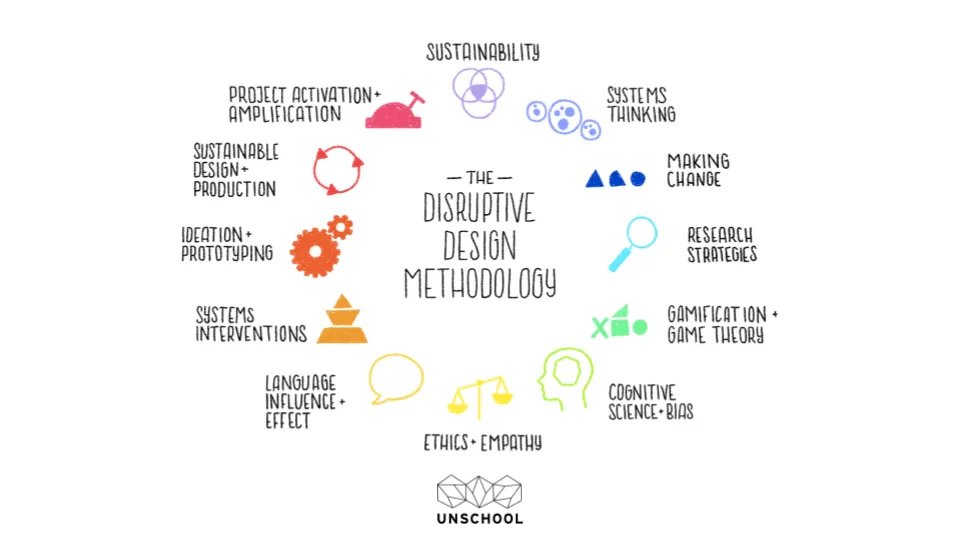 SUSTAINABILITY
SYSTEMS
THINKING
MAKING
CHANGE
RESEARCH
STRATEGIES
GAMIFICATION +
GAME THEORY
COGNITIVE
SCIENCE + BIAS
ETHICS + EMPATHY
LANGUAGE
INFLUENCE +
EFFECT
SYSTEMS
INTERVENTIONS
IDEATION +
PROTOTYPING
SUSTAINABLE
DESIGN +
PRODUCTION
PROJECT ACTIVATION +
AMPLIFICATION
— THE —
DISRUPTIVE
DESIGN
METHODOLOGY
UNSCHOOL